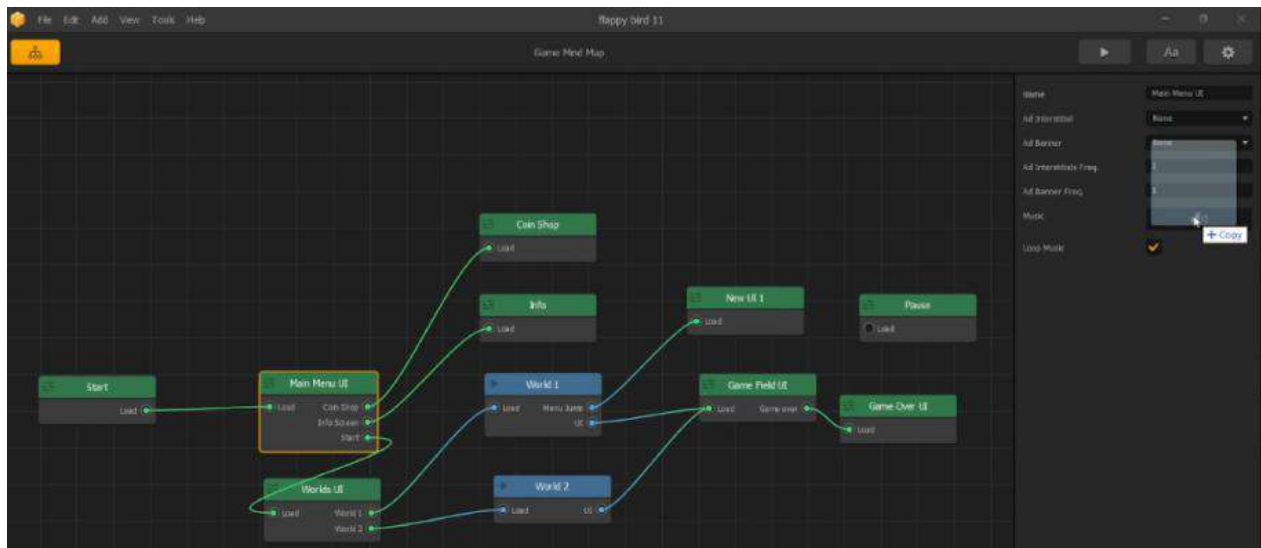 File Edit Add View Tools Help
flappy bird 11
Game Mind Map
Aa
Name Main Menu UI
Ad Interstitial None
Ad Banner None
Ad Interstitials Freq. 1
Ad Banner Freq. 1
Music
+ Copy
Loop Music
Coin Shop
Load
Info
Load
New UI 1
Load
Pause
Load
Start
Load
Main Menu UI
Load Coin Shop
Info Screen
Start
World 1
Load Menu Jump
UI
Game Field UI
Load Game over
Game Over UI
Load
Worlds UI
Load World 1
World 2
World 2
Load UI